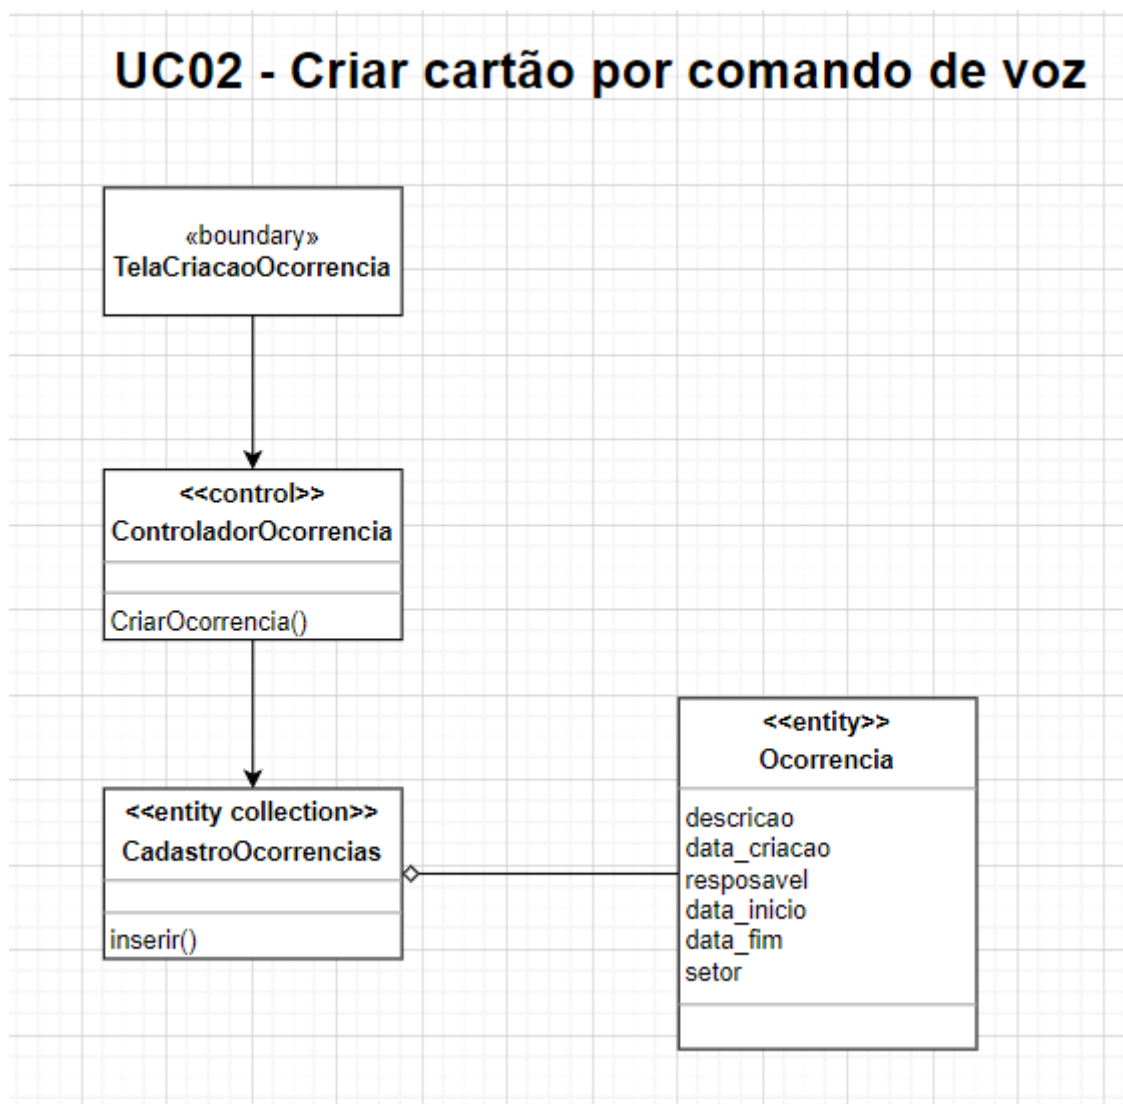 UC02 - Criar cartão por comando de voz
«boundary»
TelaCriacaoOcorrencia
<<control>>
ControladorOcorrencia
CriarOcorrencia()
<<entity collection>>
CadastroOcorrencias
inserir()
<<entity>>
Ocorrencia
descricao
data_criacao
resposavel
data_inicio
data_fim
setor